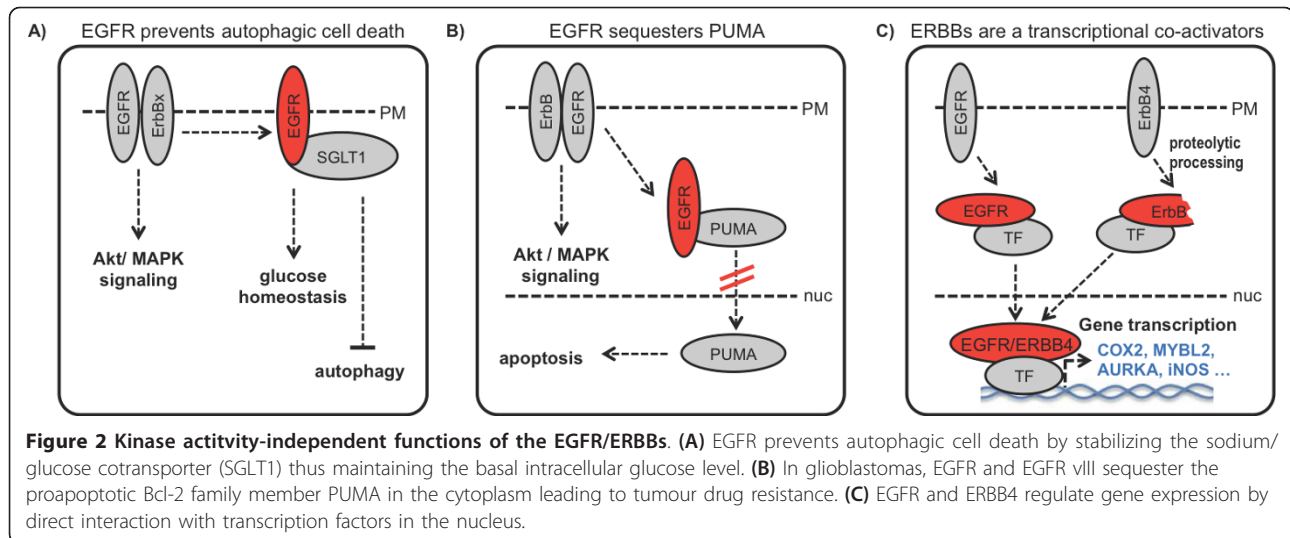 A) EGFR prevents autophagic cell death
EGFR
ErbBx
EGFR
PM
SGLT1
Akt/ MAPK
signaling
glucose
homeostasis
autophagy
B) EGFR sequesters PUMA
ErbB
EGFR
PM
EGFR
PUMA
Akt / MAPK
signaling
nuc
apoptosis
PUMA
C) ERBBs are a transcriptional co-activators
EGFR
ErbB4
PM
proteolytic
processing
EGFR
TF
ErbB
TF
nuc
EGFR/ERBB4
TF
Gene transcription
COX2, MYBL2,
AURKA, iNOS ...
Figure 2 Kinase actitvity-independent functions of the EGFR/ERBBs. (A) EGFR prevents autophagic cell death by stabilizing the sodium/
glucose cotransporter (SGLT1) thus maintaining the basal intracellular glucose level. (B) In glioblastomas, EGFR and EGFR vIII sequester the
proapoptotic Bcl-2 family member PUMA in the cytoplasm leading to tumour drug resistance. (C) EGFR and ERBB4 regulate gene expression by
direct interaction with transcription factors in the nucleus.